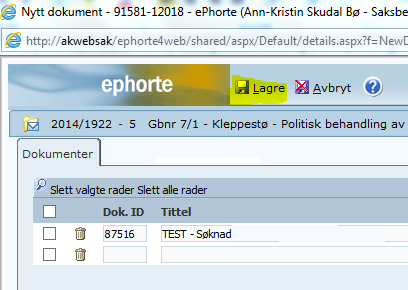 Nytt dokument - 91581-12018 - ePhorte (Ann-Kristin Skudal Bø - Saksbe
http://akwebsak/ephorte4web/shared/aspx/Default/details.aspx?f=NewD
ephorte Lagre Avbryt ?
2014/1922 - 5 Gbnr 7/1 - Kleppestø - Politisk behandling av
Dokumenter
Slett valgte rader Slett alle rader
Dok. ID Tittel
87516 TEST - Søknad